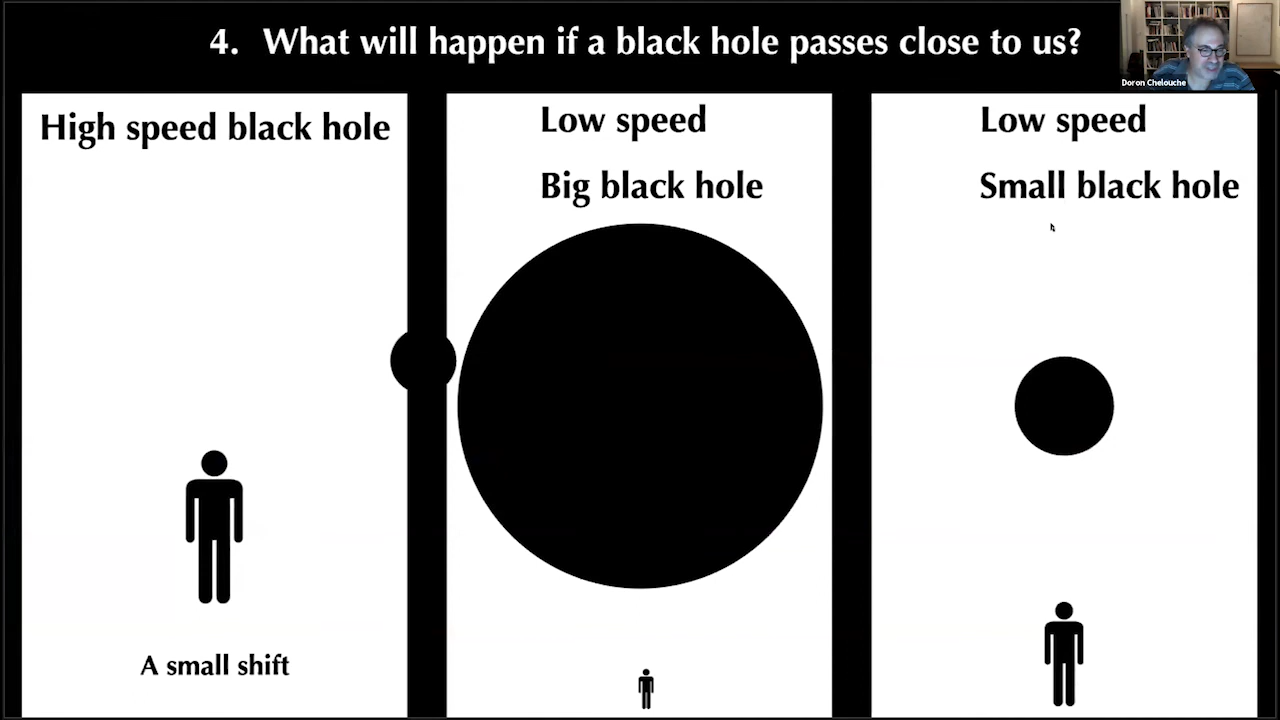 4. What will happen if a black hole passes close to us?
Doron Chelouche
High speed black hole
A small shift
Low speed
Big black hole
Low speed
Small black hole